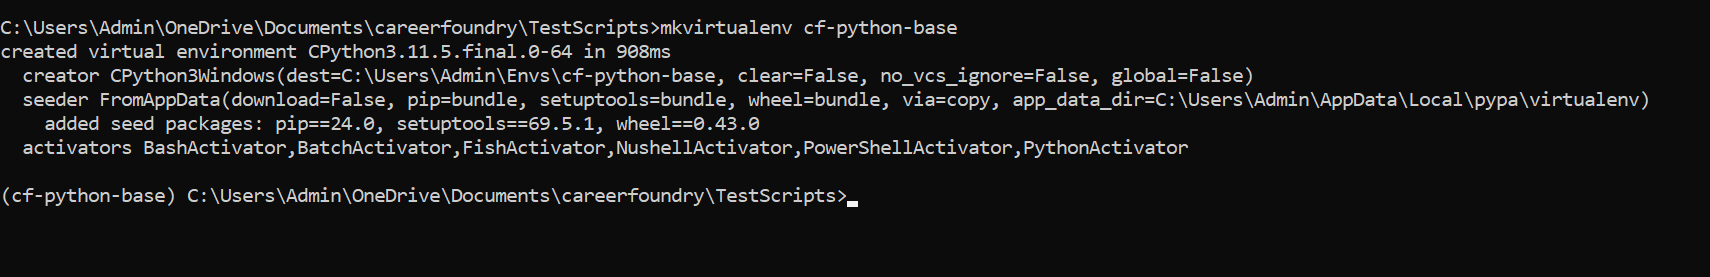 C:\Users\Admin\OneDrive\Documents\careerfoundry\TestScripts>mkvirtualenv cf-python-base
created virtual environment CPython3.11.5.final.0-64 in 908ms
  creator CPython3Windows(dest=C:\Users\Admin\Envs\cf-python-base, clear=False, no_vcs_ignore=False, global=False)
  seeder FromAppData(download=False, pip=bundle, setuptools=bundle, wheel=bundle, via=copy, app_data_dir=C:\Users\Admin\AppData\Local\pypa\virtualenv)
    added seed packages: pip==24.0, setuptools==69.5.1, wheel==0.43.0
  activators BashActivator,BatchActivator,FishActivator,NushellActivator,PowerShellActivator,PythonActivator
(cf-python-base) C:\Users\Admin\OneDrive\Documents\careerfoundry\TestScripts>